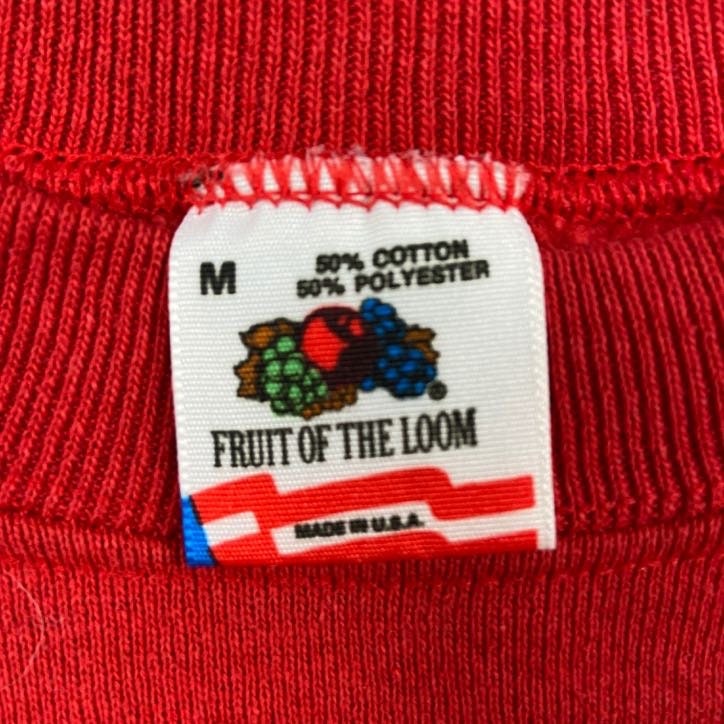 M
50% COTTON
50% POLYESTER
®
FRUIT OF THE LOOM
MADE IN U.S.A.